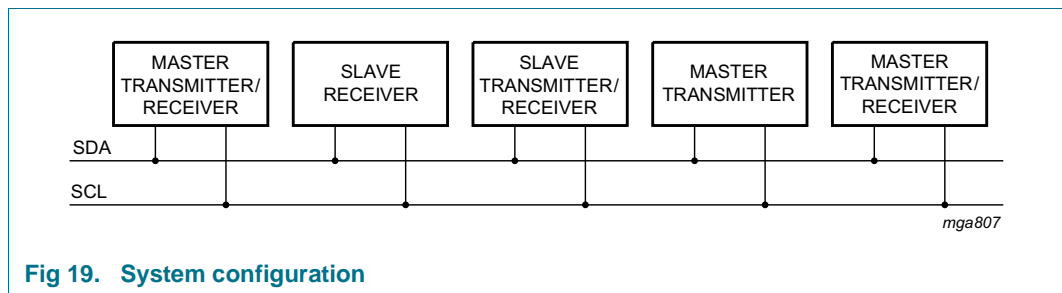 MASTER
TRANSMITTER/
RECEIVER
SLAVE
RECEIVER
SLAVE
TRANSMITTER/
RECEIVER
MASTER
TRANSMITTER
MASTER
TRANSMITTER/
RECEIVER
SDA
SCL
mga807
Fig 19. System configuration